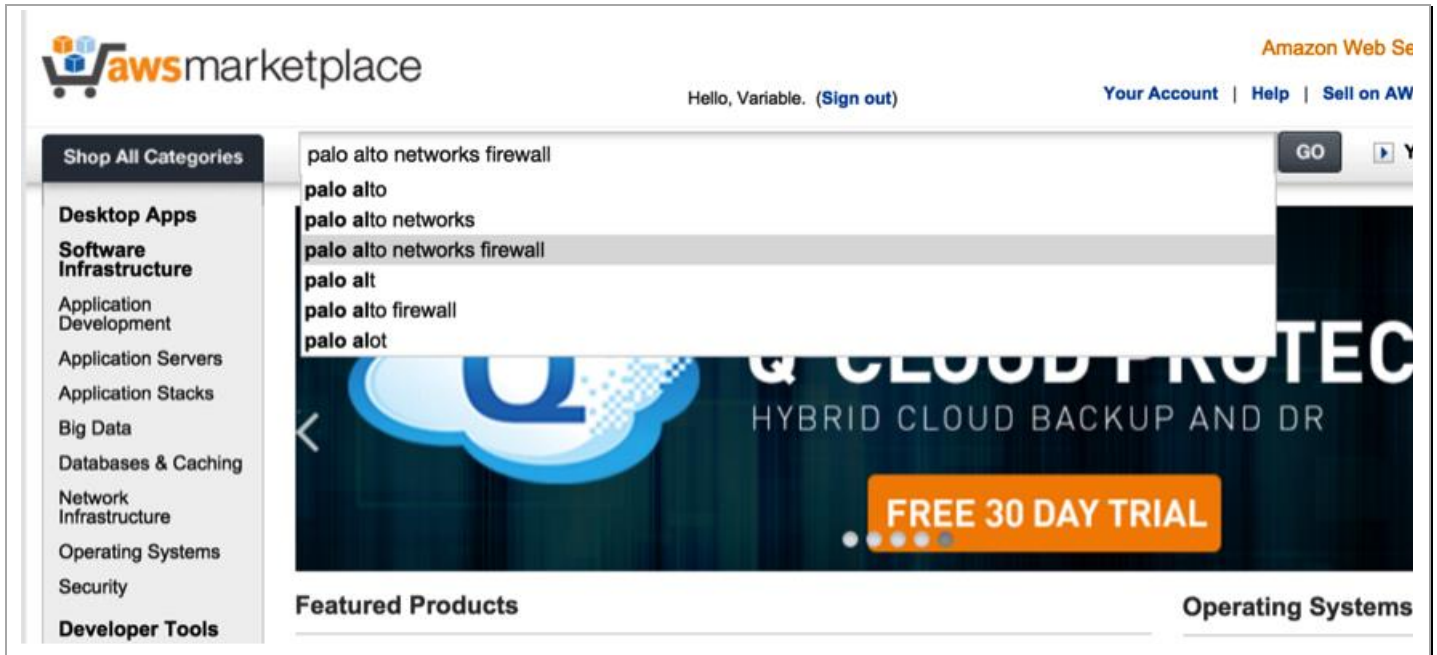 awsmarketplace
Amazon Web Se
Hello, Variable. (Sign out)
Your Account | Help | Sell on AW
Shop All Categories
palo alto networks firewall
GO
Y
palo alto
palo alto networks
palo alto networks firewall
palo alt
palo alto firewall
palo alot
Desktop Apps
Software
Infrastructure
Application
Development
Application Servers
Application Stacks
Big Data
Databases & Caching
Network
Infrastructure
Operating Systems
Security
Developer Tools
Q
Q CLOUD PROTEC
HYBRID CLOUD BACKUP AND DR
FREE 30 DAY TRIAL
Featured Products
Operating Systems